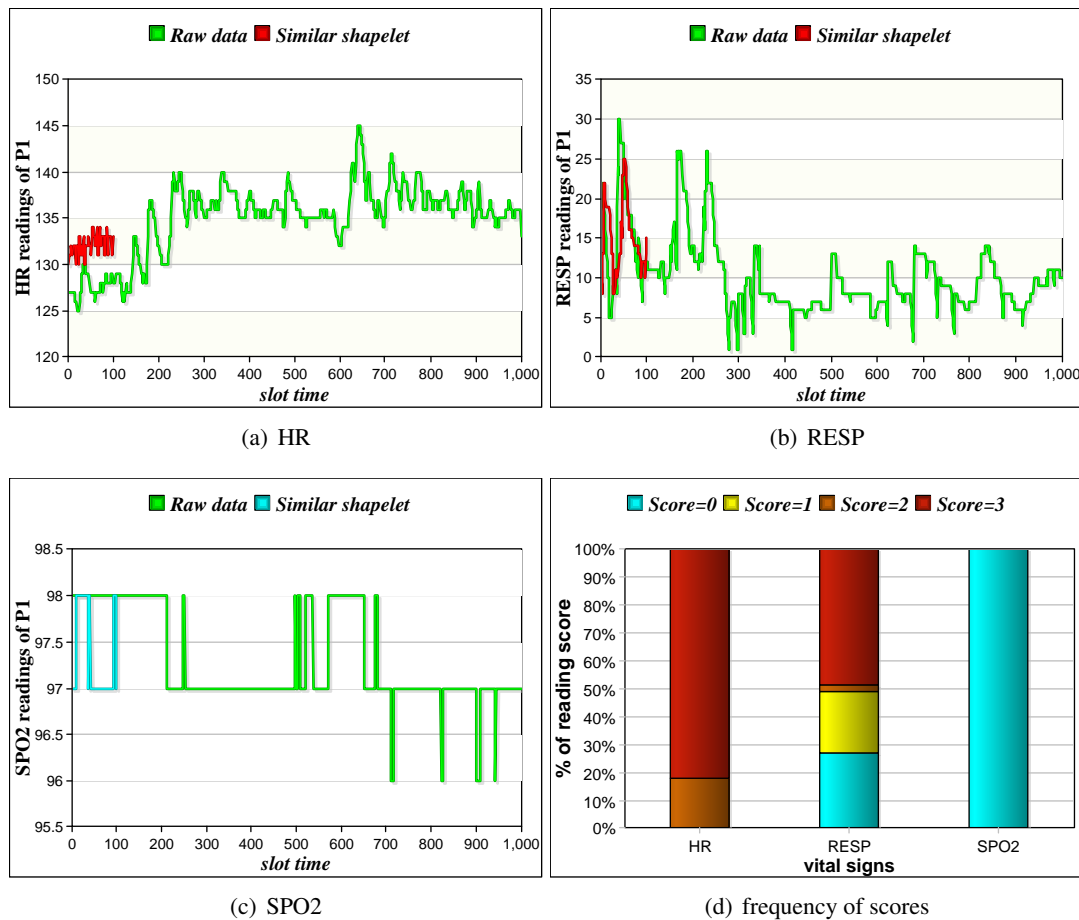 Raw data Similar shapelet
HR readings of P1
150
145
140
135
130
125
120
0 100 200 300 400 500 600 700 800 900 1,000
slot time
(a) HR
Raw data Similar shapelet
RESP readings of P1
35
30
25
20
15
10
5
0
0 100 200 300 400 500 600 700 800 900 1,000
slot time
(b) RESP
Raw data Similar shapelet
SPO2 readings of P1
98.5
98
97.5
97
96.5
96
95.5
0 100 200 300 400 500 600 700 800 900 1,000
slot time
(c) SPO2
Score=0 Score=1 Score=2 Score=3
% of reading score
100%
90%
80%
70%
60%
50%
40%
30%
20%
10%
0%
HR RESP SPO2
vital signs
(d) frequency of scores